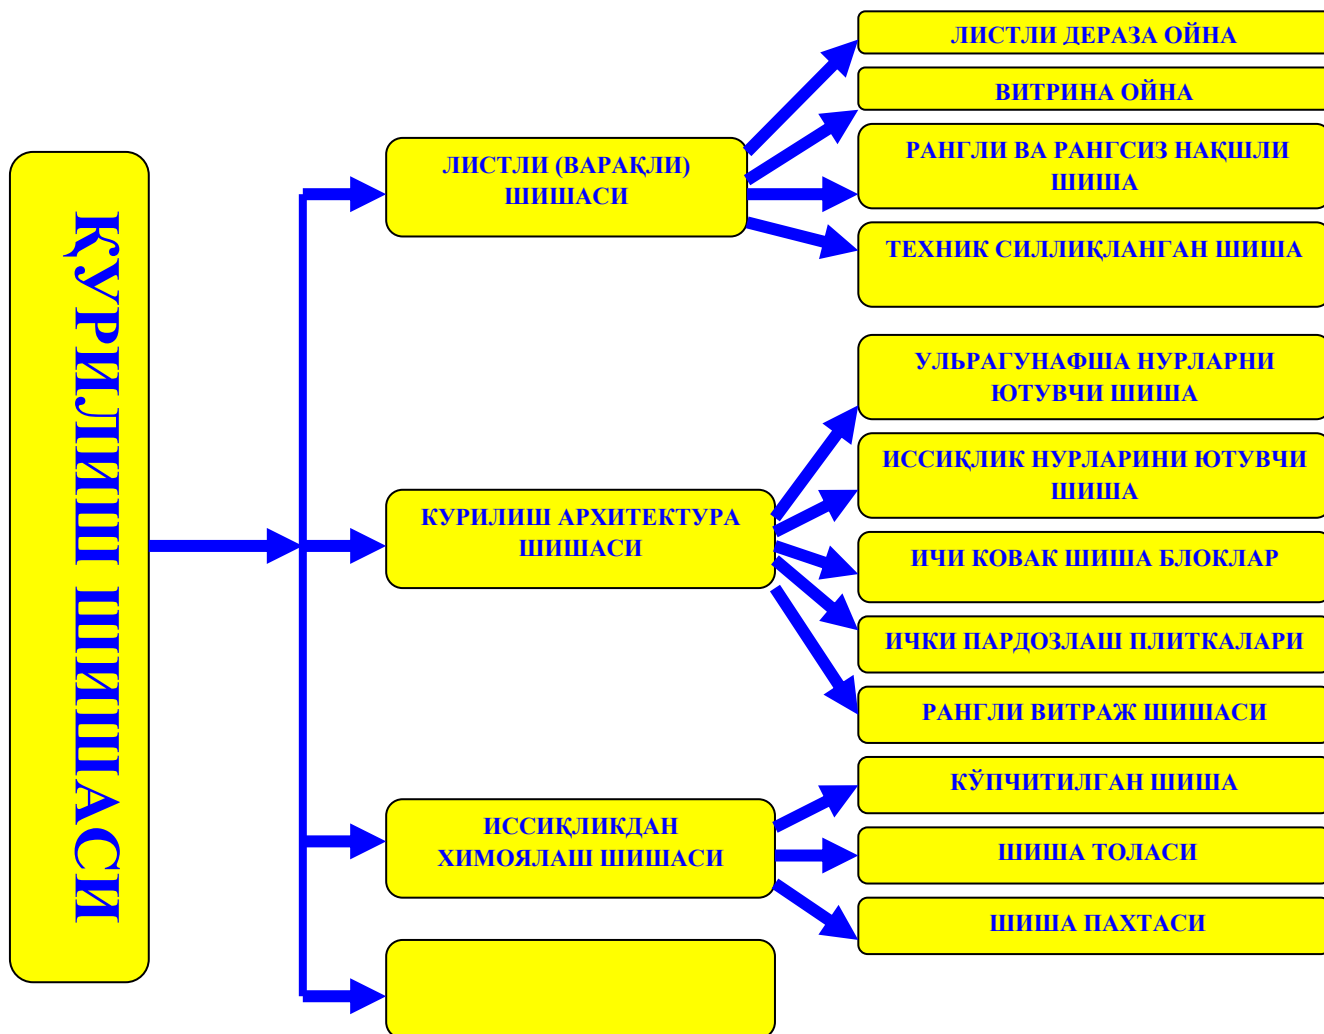 ҚУРИЛИШ ШИШАСИ
ЛИСТЛИ (ВАРАҚЛИ)
ШИШАСИ
ЛИСТЛИ ДЕРАЗА ОЙНА
ВИТРИНА ОЙНА
РАНГЛИ ВА РАНГСИЗ НАҚШЛИ
ШИША
ТЕХНИК СИЛЛИҚЛАНГАН ШИША
КУРИЛИШ АРХИТЕКТУРА
ШИШАСИ
УЛЬРАГУНАФША НУРЛАРНИ
ЮТУВЧИ ШИША
ИССИҚЛИК НУРЛАРИНИ ЮТУВЧИ
ШИША
ИЧИ КОВАК ШИША БЛОКЛАР
ИЧКИ ПАРДОЗЛАШ ПЛИТКАЛАРИ
РАНГЛИ ВИТРАЖ ШИШАСИ
ИССИҚЛИКДАН
ХИМОЯЛАШ ШИШАСИ
КЎПЧИТИЛГАН ШИША
ШИША ТОЛАСИ
ШИША ПАХТАСИ